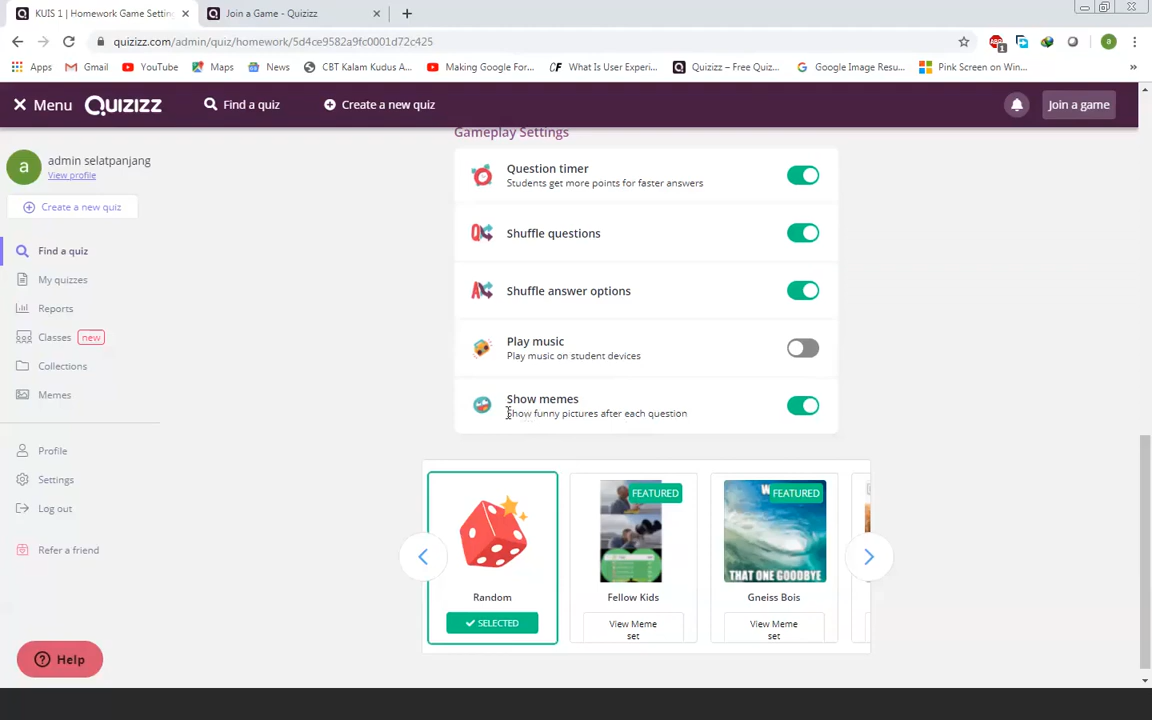 KUIS 1 | Homework Game Settin
Join a Game - Quizizz
quizizz.com/admin/quiz/homework/5d4ce9582a9fc0001d72c425
a
Apps
Gmail
YouTube
Maps
News
CBT Kalam Kudus A...
Making Google For...
What Is User Experi...
Quizizz – Free Quiz...
Google Image Resu...
Pink Screen on Win...
Menu
QUIZIZZ
Find a quiz
Create a new quiz
Join a game
a
admin selatpanjang
View profile
Create a new quiz
Find a quiz
My quizzes
Reports
Classes
new
Collections
Memes
Profile
Settings
Log out
Refer a friend
Help
Gameplay Settings
Question timer
Students get more points for faster answers
Shuffle questions
Shuffle answer options
Play music
Play music on student devices
Show memes
Show funny pictures after each question
Random
SELECTED
FEATURED
Fellow Kids
View Meme
set
FEATURED
THAT ONE GOODBYE
Gneiss Bois
View Meme
set